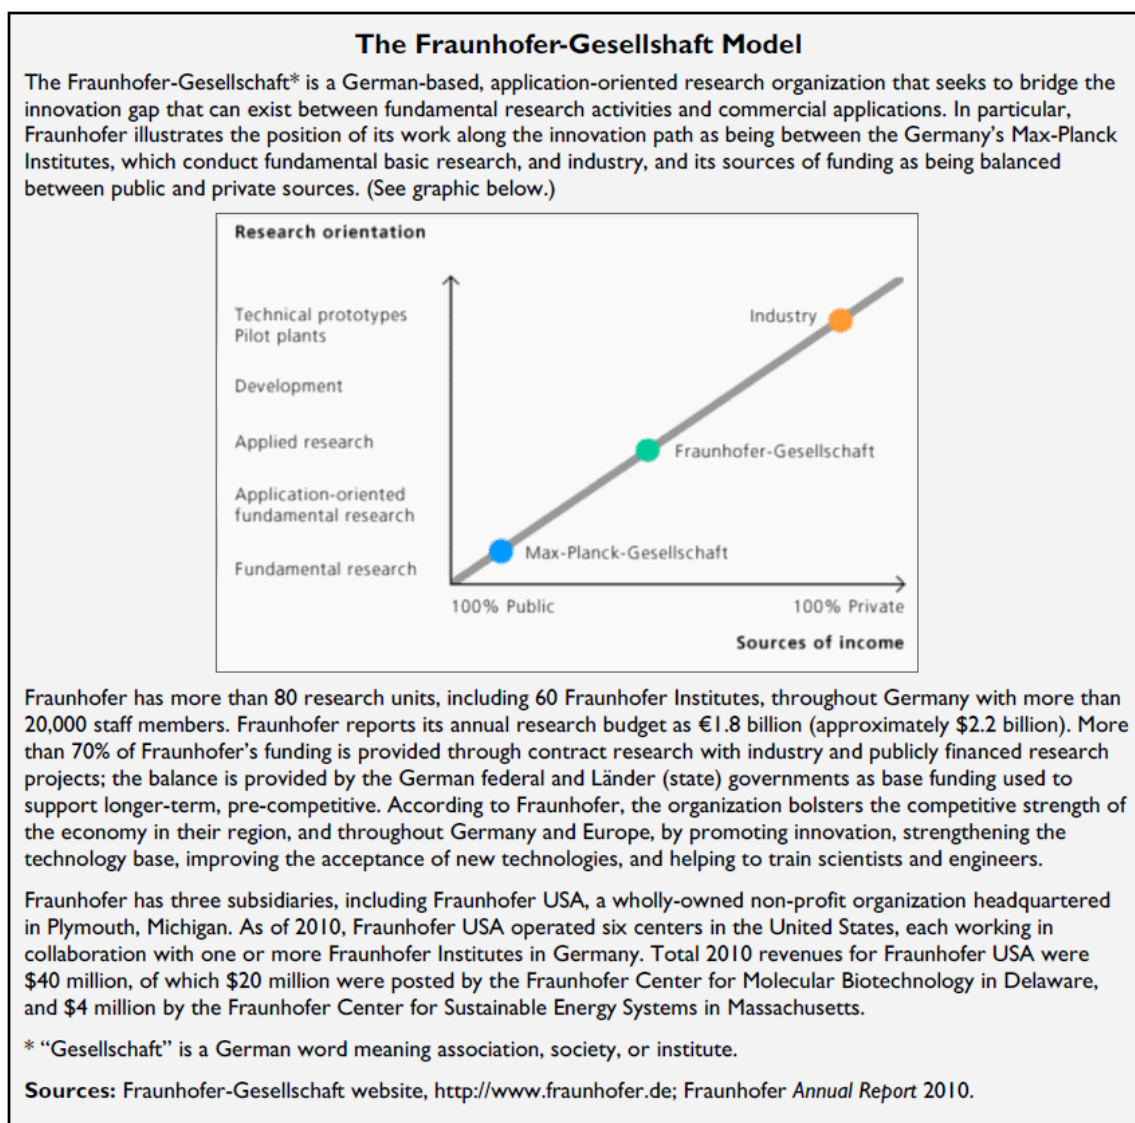 The Fraunhofer-Gesellshaft Model
The Fraunhofer-Gesellschaft* is a German-based, application-oriented research organization that seeks to bridge the
innovation gap that can exist between fundamental research activities and commercial applications. In particular,
Fraunhofer illustrates the position of its work along the innovation path as being between the Germany's Max-Planck
Institutes, which conduct fundamental basic research, and industry, and its sources of funding as being balanced
between public and private sources. (See graphic below.)
Research orientation
Technical prototypes
Pilot plants
Development
Applied research
Application-oriented
fundamental research
Fundamental research
Industry
Fraunhofer-Gesellschaft
Max-Planck-Gesellschaft
100% Public
100% Private
Sources of income
Fraunhofer has more than 80 research units, including 60 Fraunhofer Institutes, throughout Germany with more than
20,000 staff members. Fraunhofer reports its annual research budget as €1.8 billion (approximately $2.2 billion). More
than 70% of Fraunhofer's funding is provided through contract research with industry and publicly financed research
projects; the balance is provided by the German federal and Länder (state) governments as base funding used to
support longer-term, pre-competitive. According to Fraunhofer, the organization bolsters the competitive strength of
the economy in their region, and throughout Germany and Europe, by promoting innovation, strengthening the
technology base, improving the acceptance of new technologies, and helping to train scientists and engineers.
Fraunhofer has three subsidiaries, including Fraunhofer USA, a wholly-owned non-profit organization headquartered
in Plymouth, Michigan. As of 2010, Fraunhofer USA operated six centers in the United States, each working in
collaboration with one or more Fraunhofer Institutes in Germany. Total 2010 revenues for Fraunhofer USA were
$40 million, of which $20 million were posted by the Fraunhofer Center for Molecular Biotechnology in Delaware,
and $4 million by the Fraunhofer Center for Sustainable Energy Systems in Massachusetts.
* "Gesellschaft" is a German word meaning association, society, or institute.
Sources: Fraunhofer-Gesellschaft website, http://www.fraunhofer.de; Fraunhofer Annual Report 2010.